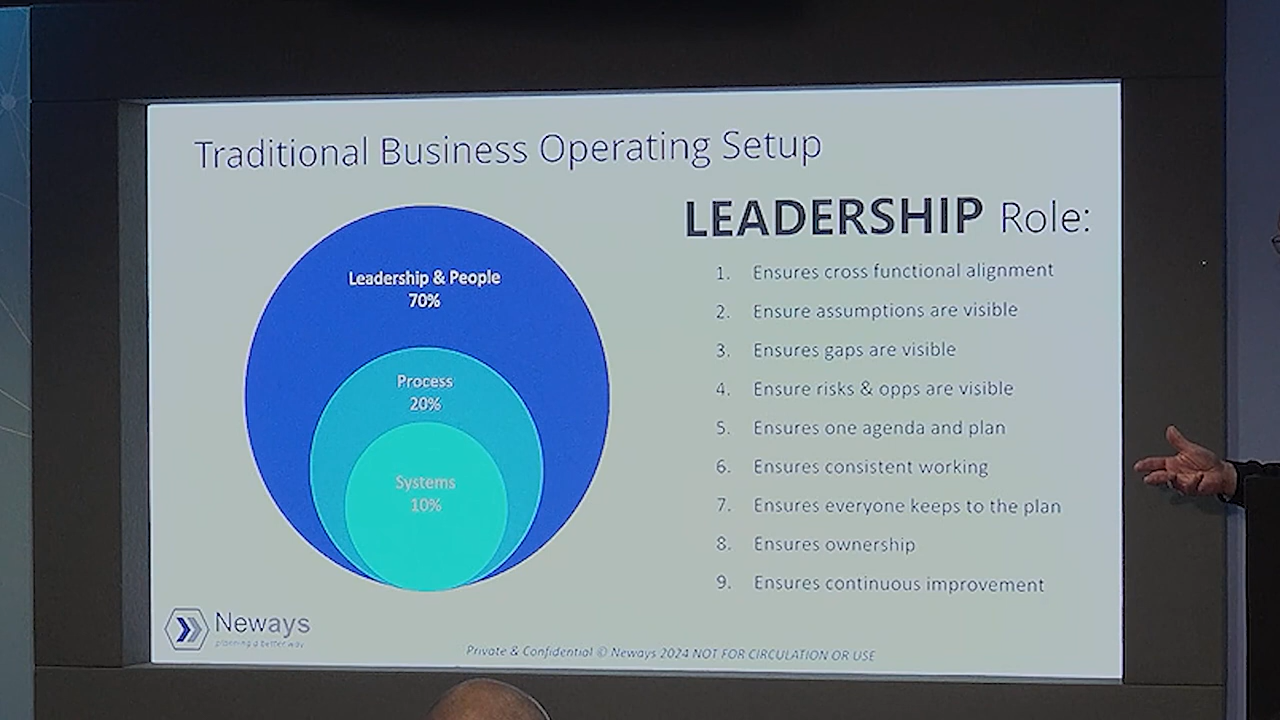 Traditional Business Operating Setup
Leadership & People
70%
Process
20%
Systems
10%
LEADERSHIP Role:
1. Ensures cross functional alignment
2. Ensure assumptions are visible
3. Ensures gaps are visible
4. Ensure risks & opps are visible
5. Ensures one agenda and plan
6. Ensures consistent working
7. Ensures everyone keeps to the plan
8. Ensures ownership
9. Ensures continuous improvement
Neways
planning a better way
Private & Confidential © Neways 2024 NOT FOR CIRCULATION OR USE